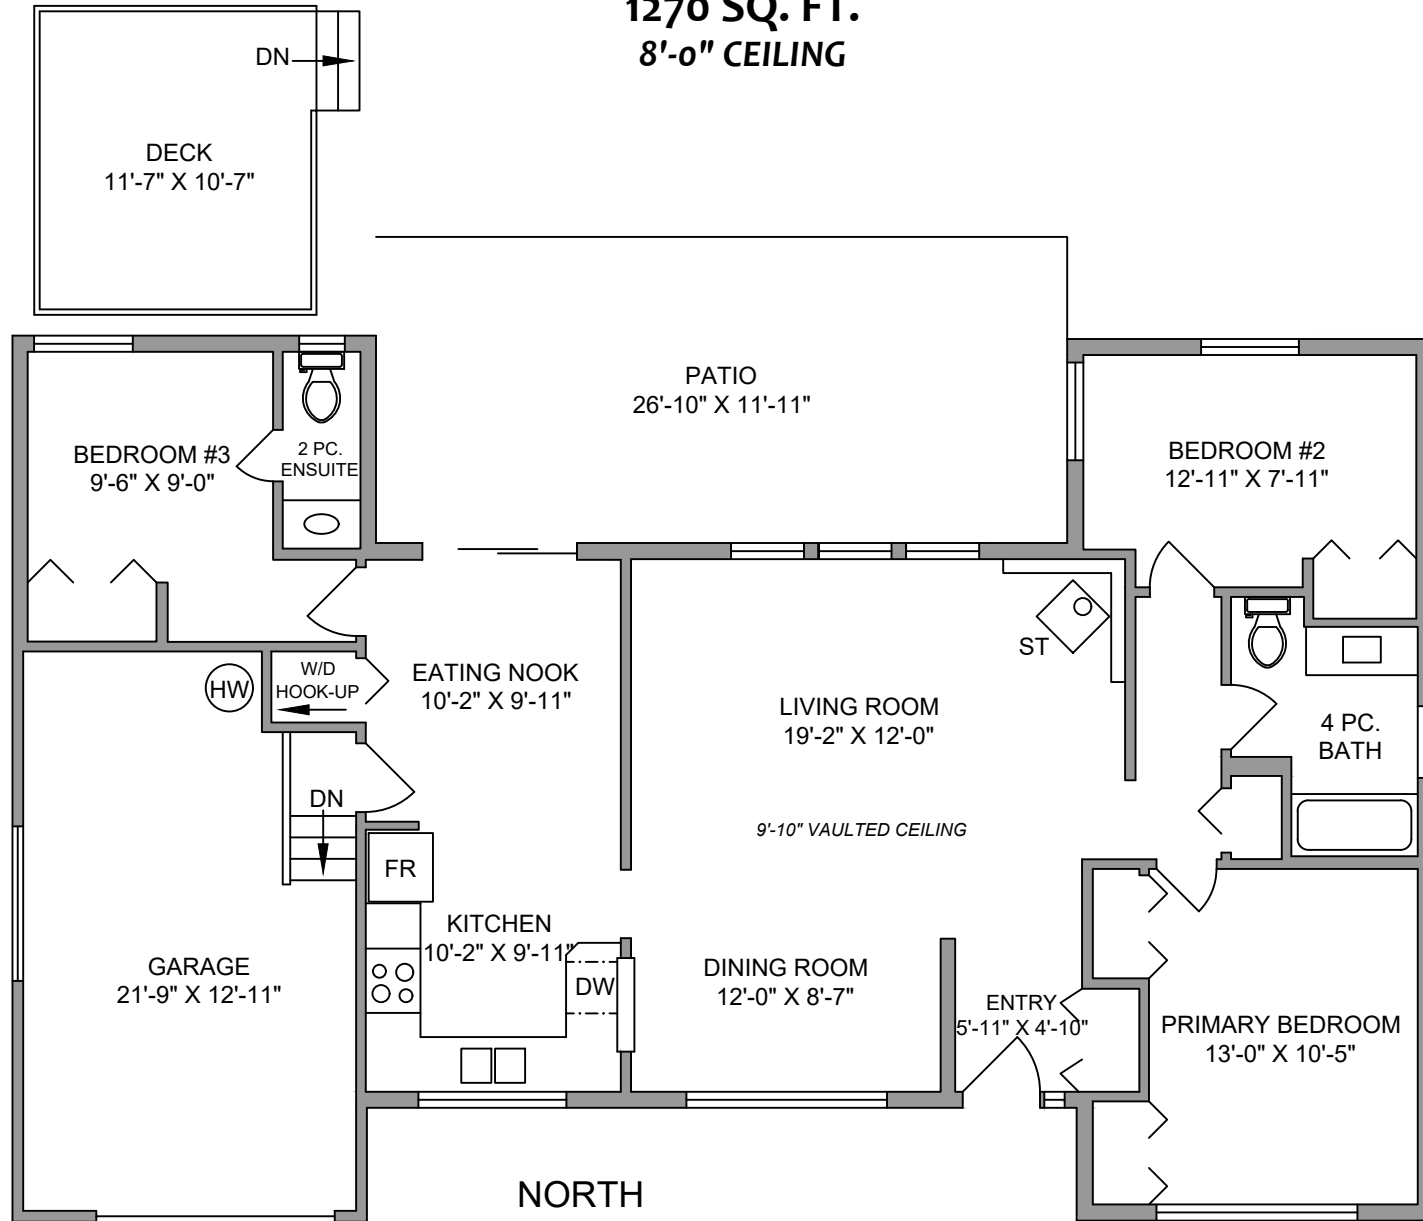 1270 SQ. FT.
8'-0" CEILING
DN
DECK
11'-7" X 10'-7"
PATIO
26'-10" X 11'-11"
BEDROOM #3
9'-6" X 9'-0"
2 PC.
ENSUITE
BEDROOM #2
12'-11" X 7'-11"
HW
W/D
HOOK-UP
EATING NOOK
10'-2" X 9'-11"
ST
LIVING ROOM
19'-2" X 12'-0"
4 PC.
BATH
DN
9'-10" VAULTED CEILING
FR
KITCHEN
10'-2" X 9'-11"
GARAGE
21'-9" X 12'-11"
DW
DINING ROOM
12'-0" X 8'-7"
ENTRY
5'-11" X 4'-10"
PRIMARY BEDROOM
13'-0" X 10'-5"
NORTH